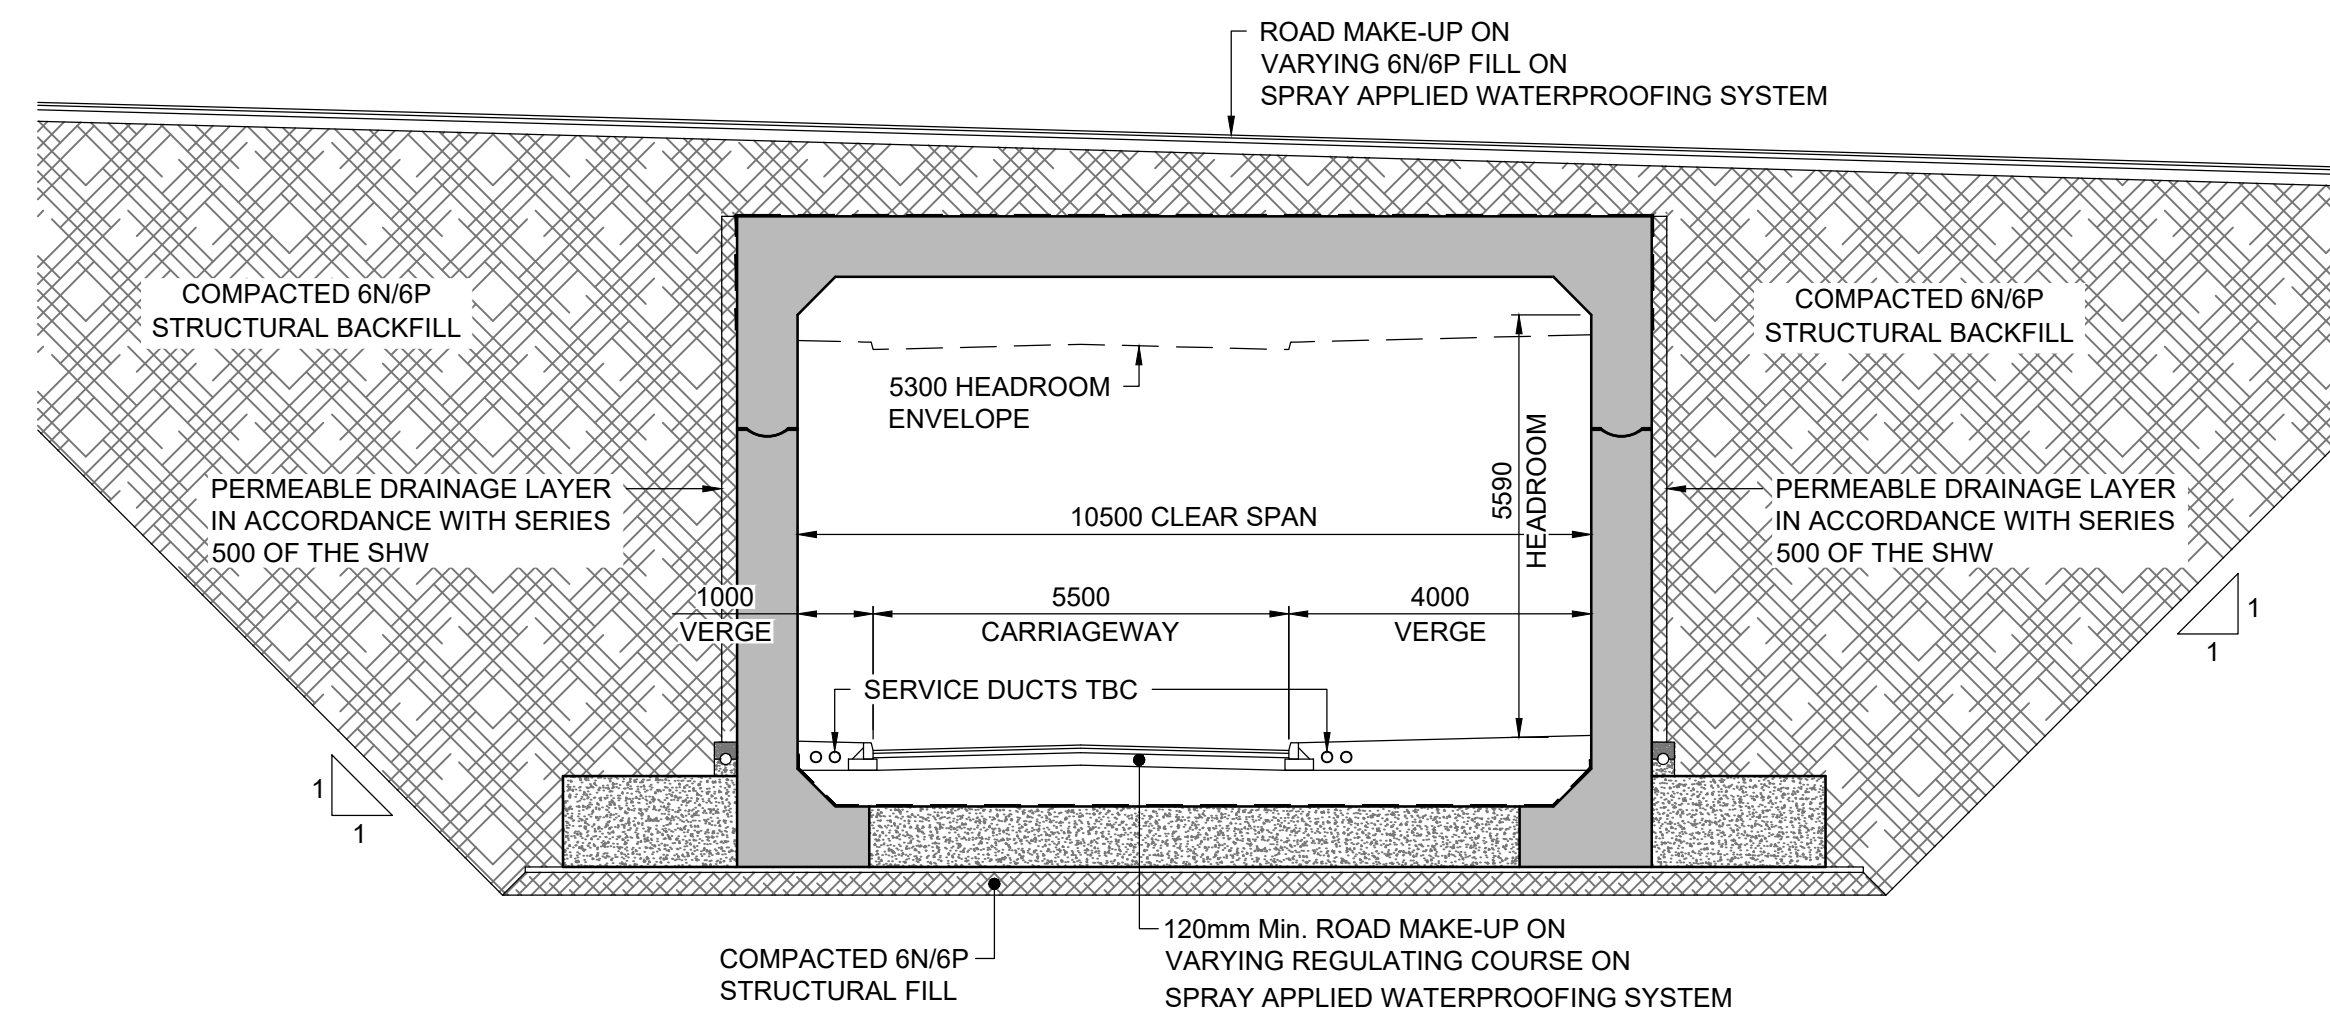 ROAD MAKE-UP ON
VARYING 6N/6P FILL ON
SPRAY APPLIED WATERPROOFING SYSTEM
COMPACTED 6N/6P
STRUCTURAL BACKFILL
COMPACTED 6N/6P
STRUCTURAL BACKFILL
5300 HEADROOM
ENVELOPE
5590
HEADROOM
PERMEABLE DRAINAGE LAYER
IN ACCORDANCE WITH SERIES
500 OF THE SHW
10500 CLEAR SPAN
PERMEABLE DRAINAGE LAYER
IN ACCORDANCE WITH SERIES
500 OF THE SHW
1000
VERGE
5500
CARRIAGEWAY
4000
VERGE
1
1
SERVICE DUCTS TBC
1
1
120mm Min. ROAD MAKE-UP ON
VARYING REGULATING COURSE ON
SPRAY APPLIED WATERPROOFING SYSTEM
COMPACTED 6N/6P
STRUCTURAL FILL